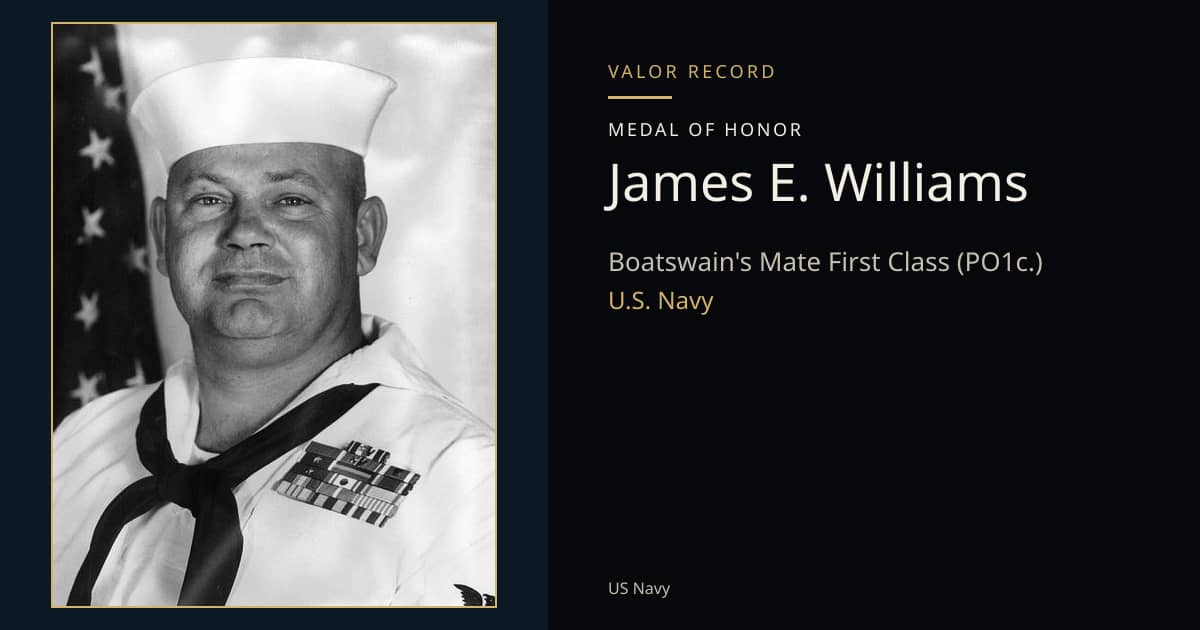 VALOR RECORD
MEDAL OF HONOR
James E. Williams
Boatswain's Mate First Class (PO1c.)
U.S. Navy
US Navy